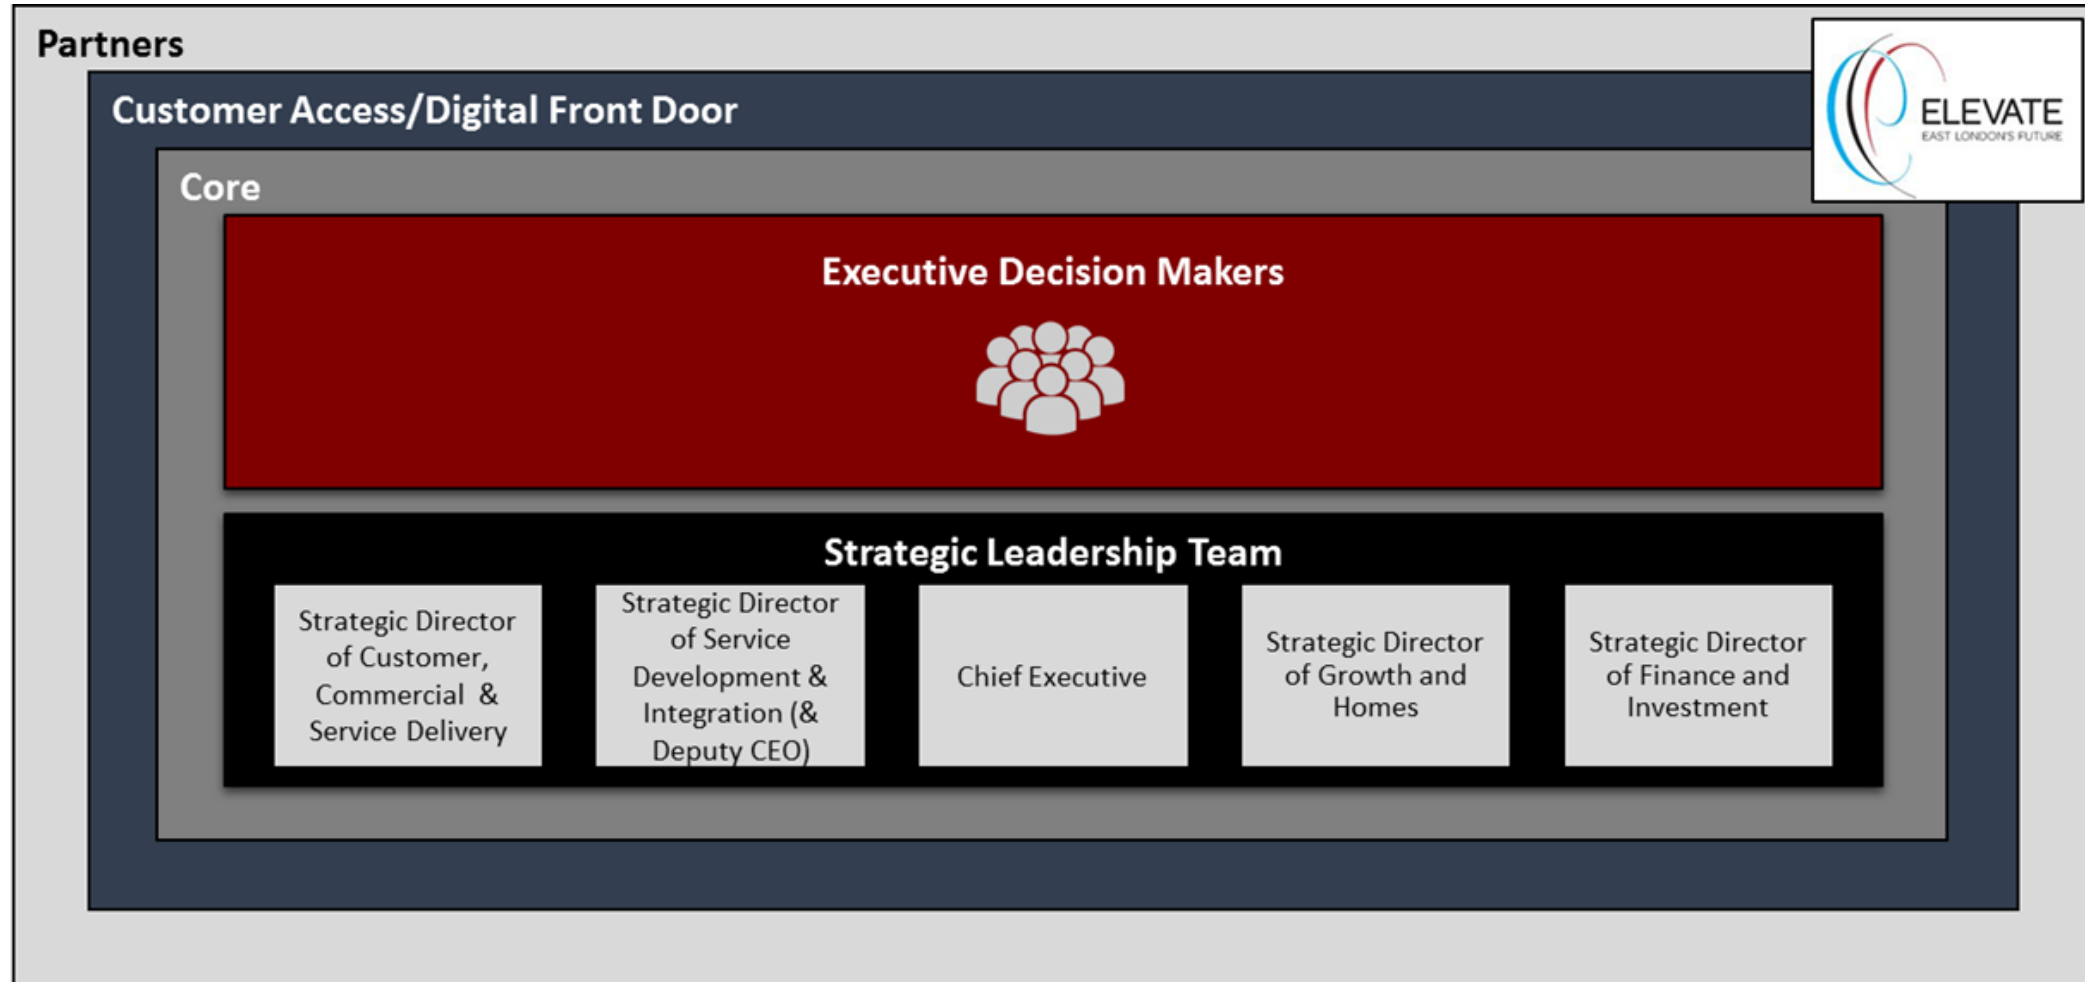 Partners
ELEVATE
EAST LONDON'S FUTURE
Customer Access/Digital Front Door
Core
Executive Decision Makers
Strategic Leadership Team
Strategic Director
of Customer,
Commercial &
Service Delivery
Strategic Director
of Service
Development &
Integration (&
Deputy CEO)
Chief Executive
Strategic Director
of Growth and
Homes
Strategic Director
of Finance and
Investment